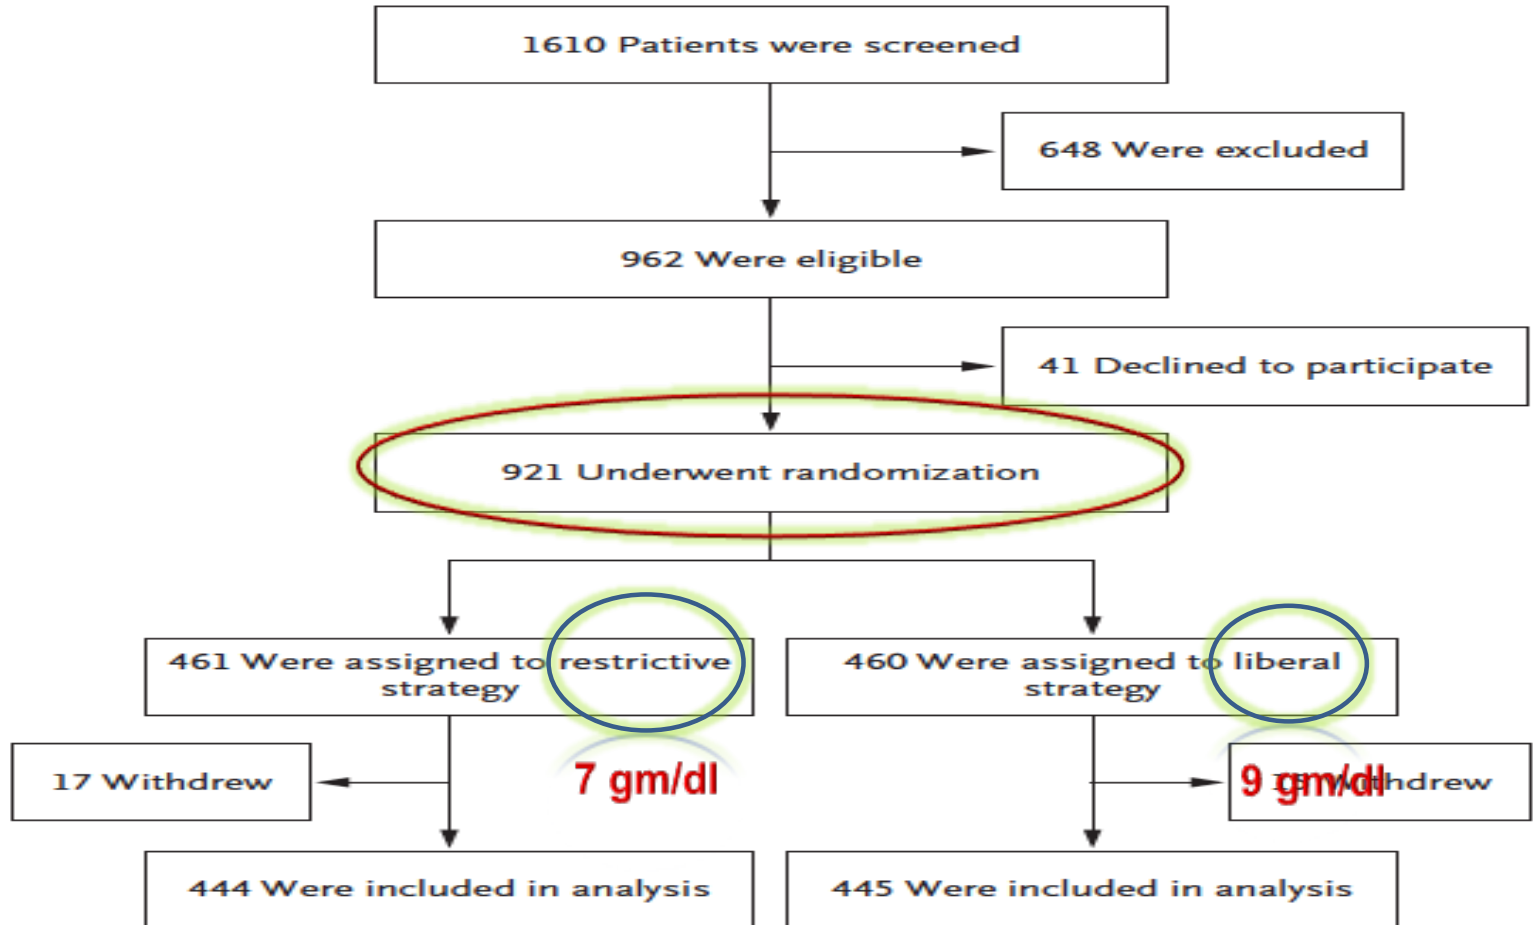 1610 Patients were screened
648 Were excluded
962 Were eligible
41 Declined to participate
921 Underwent randomization
461 Were assigned to restrictive
strategy
460 Were assigned to liberal
strategy
17 Withdrew
7 gm/dl
9 gm/dl
15 Withdrew
444 Were included in analysis
445 Were included in analysis